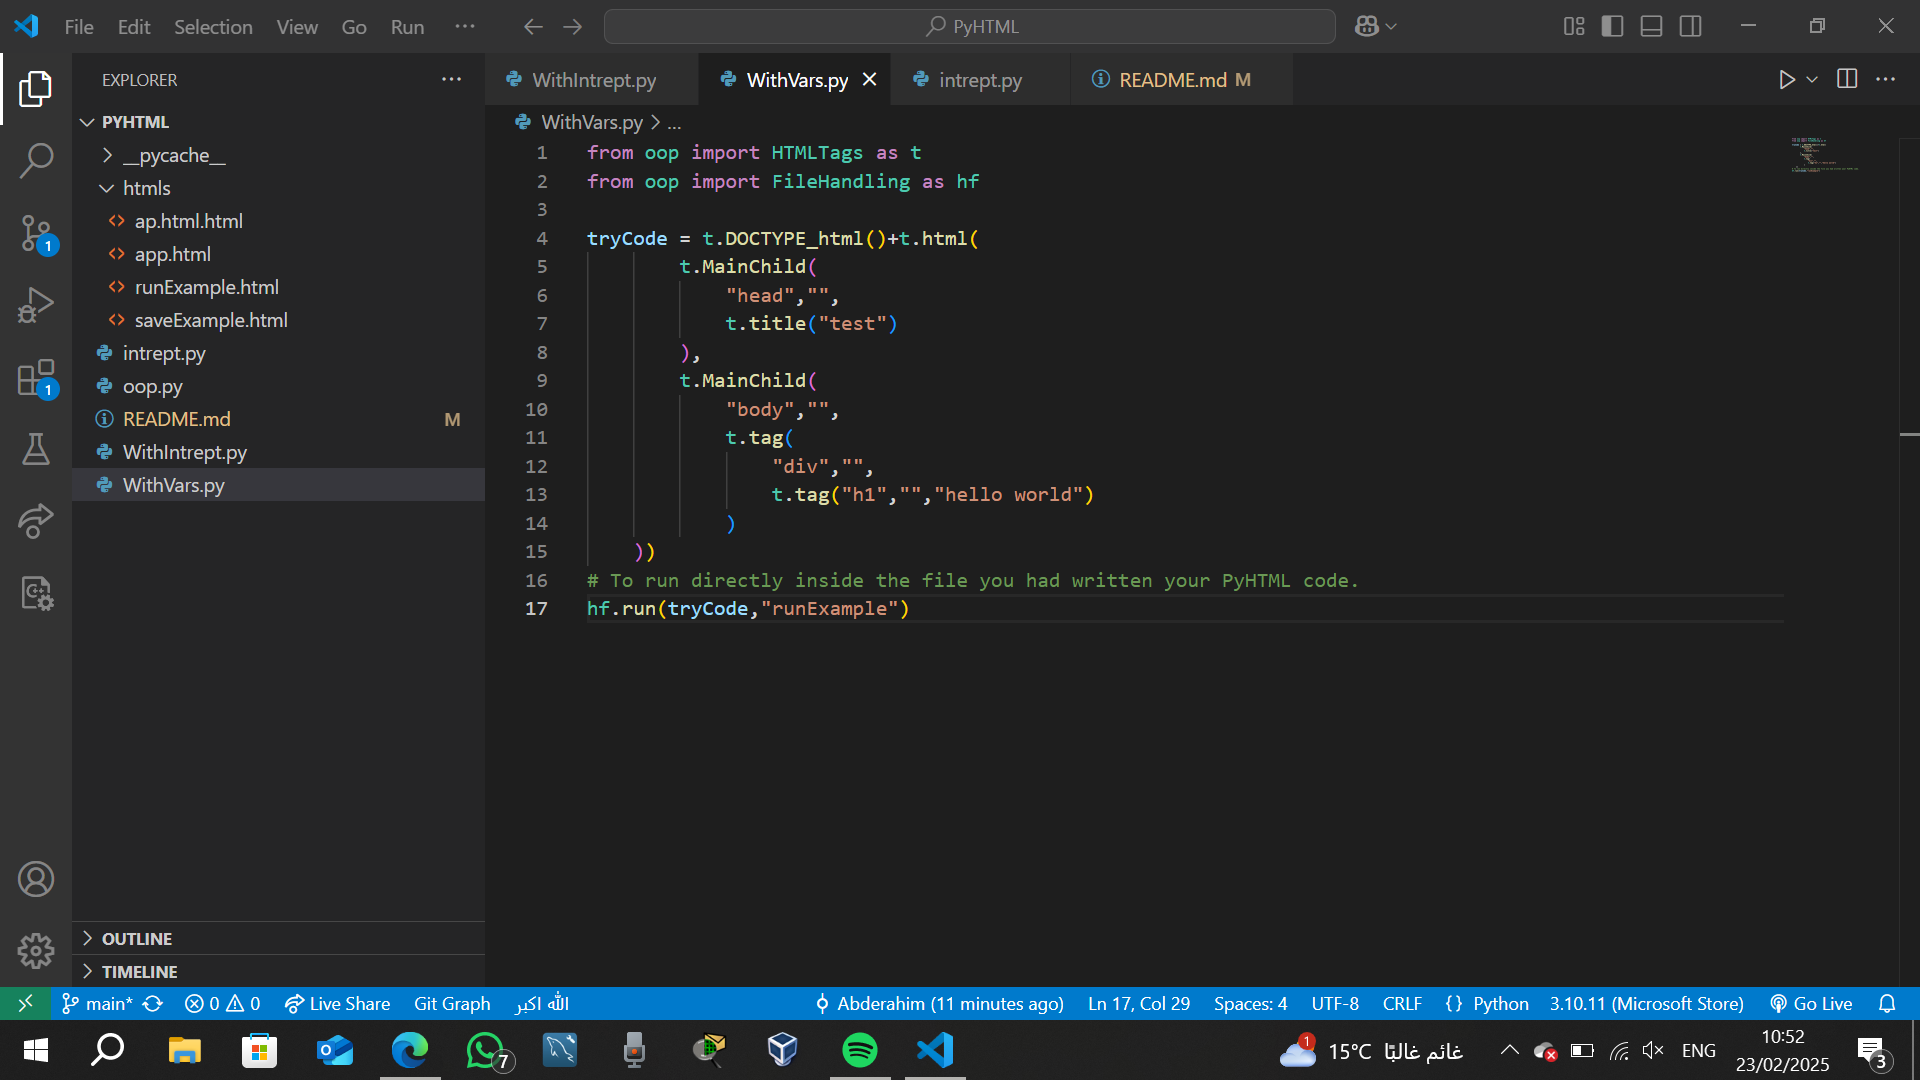 File Edit Selection View Go Run ··· PyHTML
EXPLORER ···
WithIntrept.py WithVars.py intrept.py README.md M
PYHTML
__pycache__
htmls
ap.html.html
app.html
runExample.html
saveExample.html
intrept.py
oop.py
README.md M
WithIntrept.py
WithVars.py
OUTLINE
TIMELINE
1
1
WithVars.py > ...
1 from oop import HTMLTags as t
2 from oop import FileHandling as hf
3
4 tryCode = t.DOCTYPE_html()+t.html(
5 t.MainChild(
6 "head","",
7 t.title("test")
8 ),
9 t.MainChild(
10 "body","",
11 t.tag(
12 "div","",
13 t.tag("h1","","hello world")
14 )
15 ))
16 # To run directly inside the file you had written your PyHTML code.
17 hf.run(tryCode,"runExample")
main* 0 0 Live Share Git Graph الله اكبر Abderahim (11 minutes ago) Ln 17, Col 29 Spaces: 4 UTF-8 CRLF {} Python 3.10.11 (Microsoft Store) Go Live
7 1 15°C غائم غالبًا ENG 10:52
23/02/2025 3